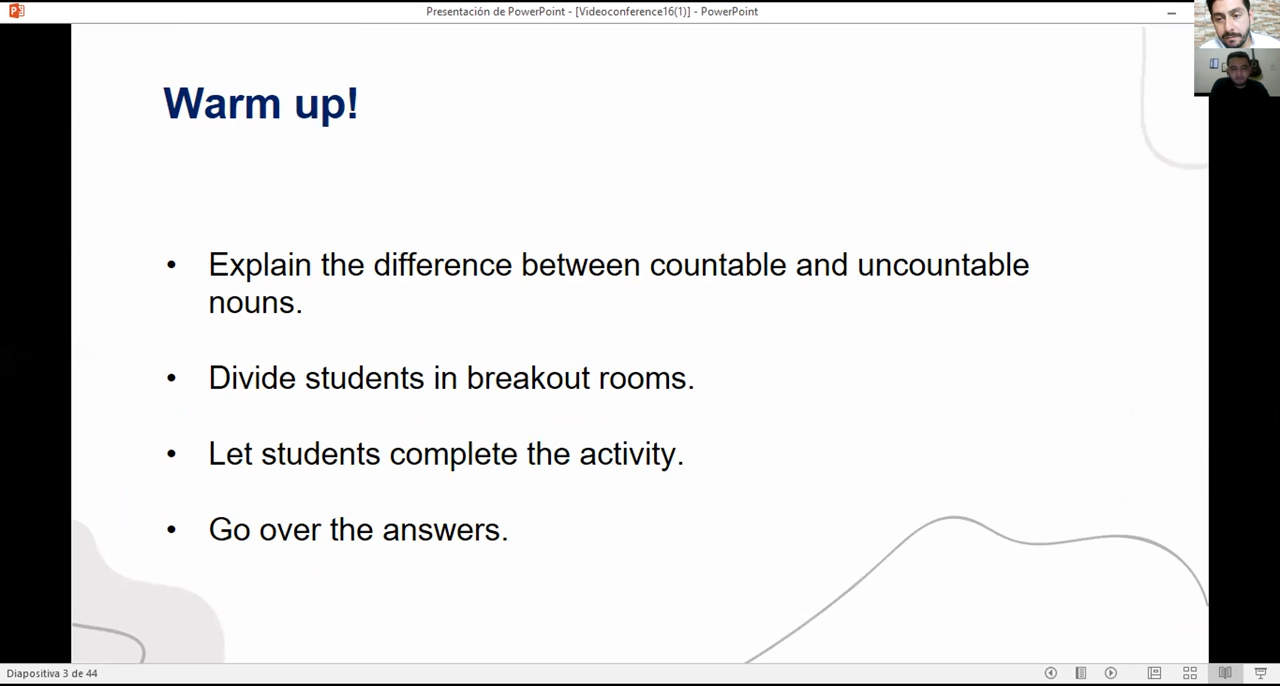 Presentación de PowerPoint - [Videoconference16(1)] - PowerPoint
Warm up!
• Explain the difference between countable and uncountable
nouns.
• Divide students in breakout rooms.
• Let students complete the activity.
• Go over the answers.
Diapositiva 3 de 44